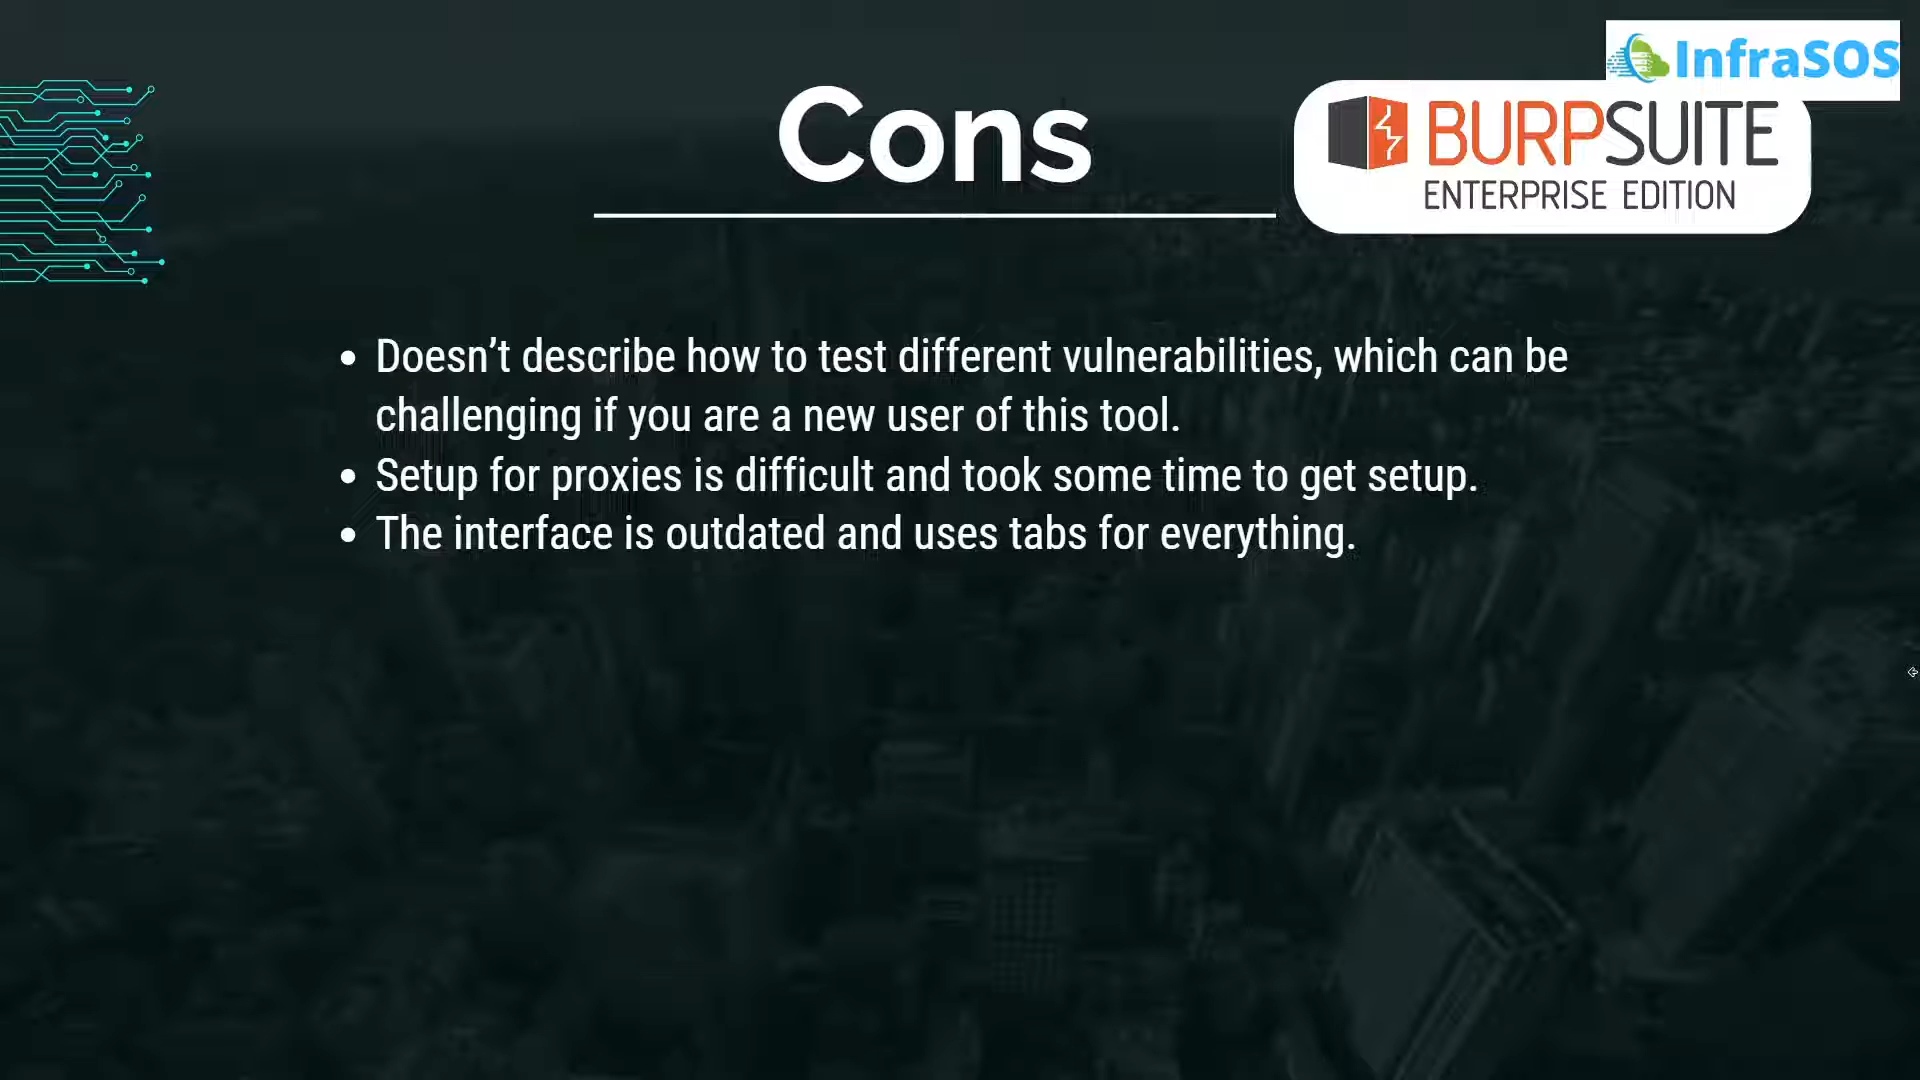 InfraSOS
Cons
BURPSUITE
ENTERPRISE EDITION
• Doesn’t describe how to test different vulnerabilities, which can be
challenging if you are a new user of this tool.
• Setup for proxies is difficult and took some time to get setup.
• The interface is outdated and uses tabs for everything.